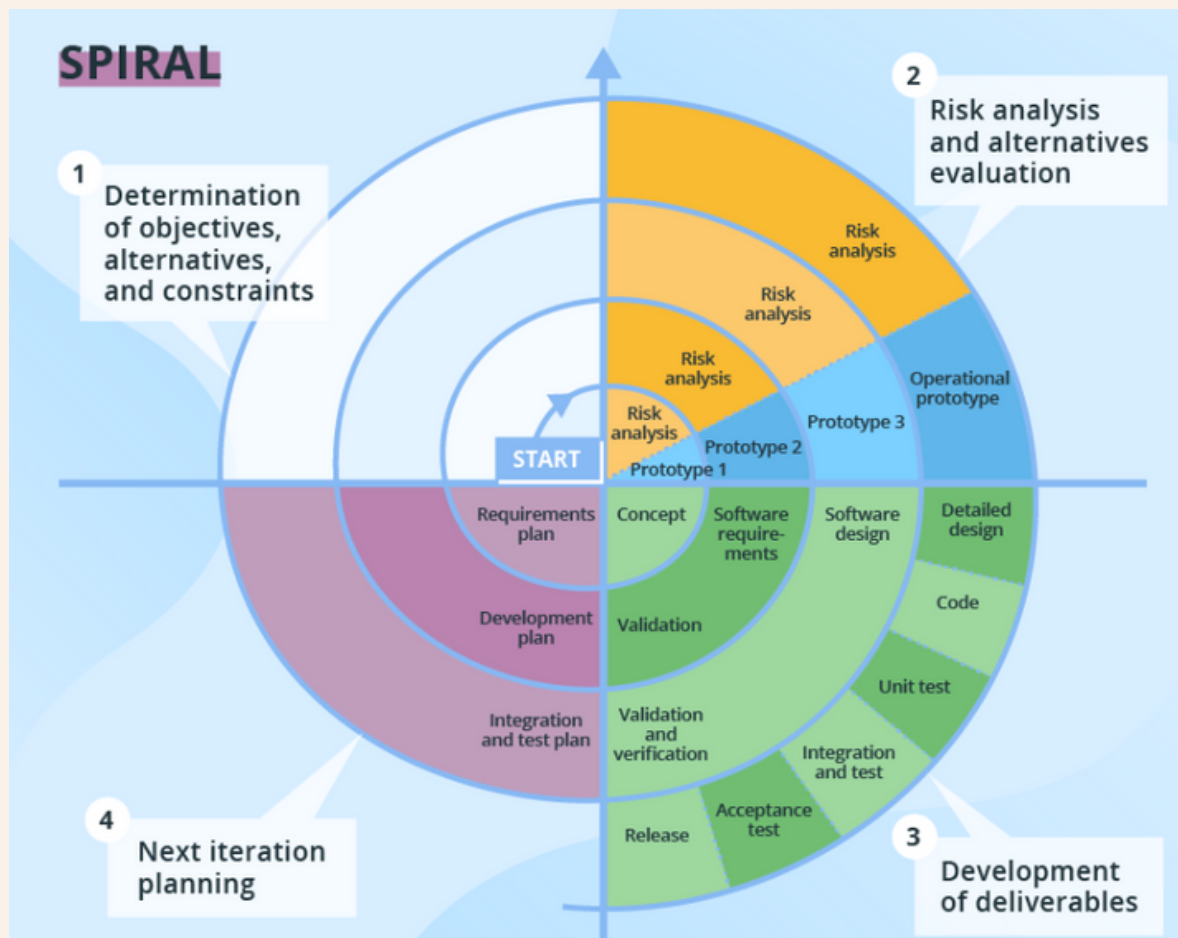 SPIRAL
1
Determination
of objectives,
alternatives,
and constraints
2
Risk analysis
and alternatives
evaluation
Risk
analysis
Risk
analysis
Risk
analysis
Risk
analysis
Operational
prototype
Prototype 3
Prototype 2
Prototype 1
START
Requirements
plan
Concept
Software
require-
ments
Software
design
Detailed
design
Code
Development
plan
Validation
Unit test
Integration
and test plan
Validation
and
verification
Integration
and test
Acceptance
test
Release
4
Next iteration
planning
3
Development
of deliverables